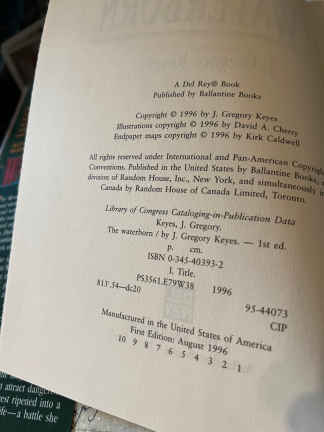 A Del Rey® Book
Published by Ballantine Books
Copyright © 1996 by J. Gregory Keyes
Illustrations copyright © 1996 by David A. Cherry
Endpaper maps copyright © 1996 by Kirk Caldwell
All rights reserved under International and Pan-American Copyright
Conventions. Published in the United States by Ballantine Books,
division of Random House, Inc., New York, and simultaneously in
Canada by Random House of Canada Limited, Toronto.
Library of Congress Cataloging-in-Publication Data
Keyes, J. Gregory.
The waterborn / by J. Gregory Keyes. — 1st ed.
p. cm.
ISBN 0-345-40393-2
I. Title.
PS3561.E79W38 1996
813'.54—dc20
95-44073
CIP
Manufactured in the United States of America
First Edition: August 1996
10 9 8 7 6 5 4 3 2 1
attract
est ripened into a
fe—a battle she